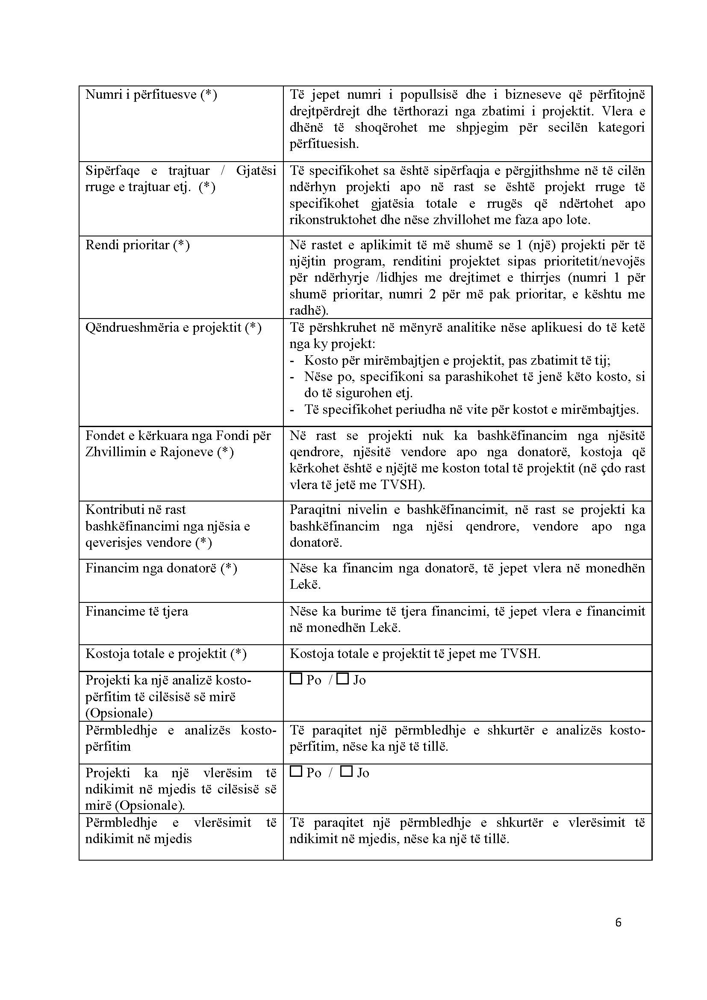 Numri i përfituesve (*)
Të jepet numri i popullsisë dhe i bizneseve që përfitojnë
drejtpërdrejt dhe tërthorazi nga zbatimi i projektit. Vlera e
dhënë të shoqërohet me shpjegim për secilën kategori
përfituesish.
Sipërfaqe e trajtuar / Gjatësi
rruge e trajtuar etj. (*)
Të specifikohet sa është sipërfaqja e përgjithshme në të cilën
ndërhyn projekti apo në rast se është projekt rruge të
specifikohet gjatësia totale e rrugës që ndërtohet apo
rikonstruktohet dhe nëse zhvillohet me faza apo lote.
Rendi prioritar (*)
Në rastet e aplikimit të më shumë se 1 (një) projekti për të
njëjtin program, renditini projektet sipas prioritetit/nevojës
për ndërhyrje /lidhjes me drejtimet e thirrjes (numri 1 për
shumë prioritar, numri 2 për më pak prioritar, e kështu me
radhë).
Qëndrueshmëria e projektit (*)
Të përshkruhet në mënyrë analitike nëse aplikuesi do të ketë
nga ky projekt:
- Kosto për mirëmbajtjen e projektit, pas zbatimit të tij;
- Nëse po, specifikoni sa parashikohet të jenë këto kosto, si
do të sigurohen etj.
- Të specifikohet periudha në vite për kostot e mirëmbajtjes.
Fondet e kërkuara nga Fondi për
Zhvillimin e Rajoneve (*)
Në rast se projekti nuk ka bashkëfinancim nga njësitë
qendrore, njësitë vendore apo nga donatorë, kostoja që
kërkohet është e njëjtë me koston total të projektit (në çdo rast
vlera të jetë me TVSH).
Kontributi në rast
bashkëfinancimi nga njësia e
qeverisjes vendore (*)
Paraqitni nivelin e bashkëfinancimit, në rast se projekti ka
bashkëfinancim nga njësi qendrore, vendore apo nga
donatorë.
Financim nga donatorë (*)
Nëse ka financim nga donatorë, të jepet vlera në monedhën
Lekë.
Financime të tjera
Nëse ka burime të tjera financimi, të jepet vlera e financimit
në monedhën Lekë.
Kostoja totale e projektit (*)
Kostoja totale e projektit të jepet me TVSH.
Projekti ka një analizë kosto-
përfitim të cilësisë së mirë
(Opsionale)
☐ Po / ☐ Jo
Përmbledhje e analizës kosto-
përfitim
Të paraqitet një përmbledhje e shkurtër e analizës kosto-
përfitim, nëse ka një të tillë.
Projekti ka një vlerësim të
ndikimit në mjedis të cilësisë së
mirë (Opsionale).
☐ Po / ☐ Jo
Përmbledhje e vlerësimit të
ndikimit në mjedis
Të paraqitet një përmbledhje e shkurtër e vlerësimit të
ndikimit në mjedis, nëse ka një të tillë.
6